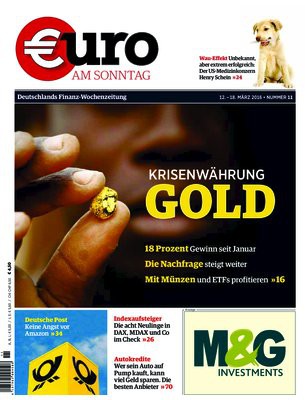 €uro
AM SONNTAG
Wau-Effekt Unbekannt,
aber extrem erfolgreich:
Der US-Medizinkonzern
Henry Schein »24
Deutschlands Finanz-Wochenzeitung
12. – 18. MÄRZ 2016 • NUMMER 11
KRISENWÄHRUNG
GOLD
18 Prozent Gewinn seit Januar
Die Nachfrage steigt weiter
Mit Münzen und ETFs profitieren »16
Deutsche Post
Keine Angst vor
Amazon »34
Indexaufsteiger
Die acht Neulinge in
DAX, MDAX und Co
im Check »26
Autokredite
Wer sein Auto auf
Pump kauft, kann
viel Geld sparen. Die
besten Anbieter »70
Anzeige
M&G
INVESTMENTS